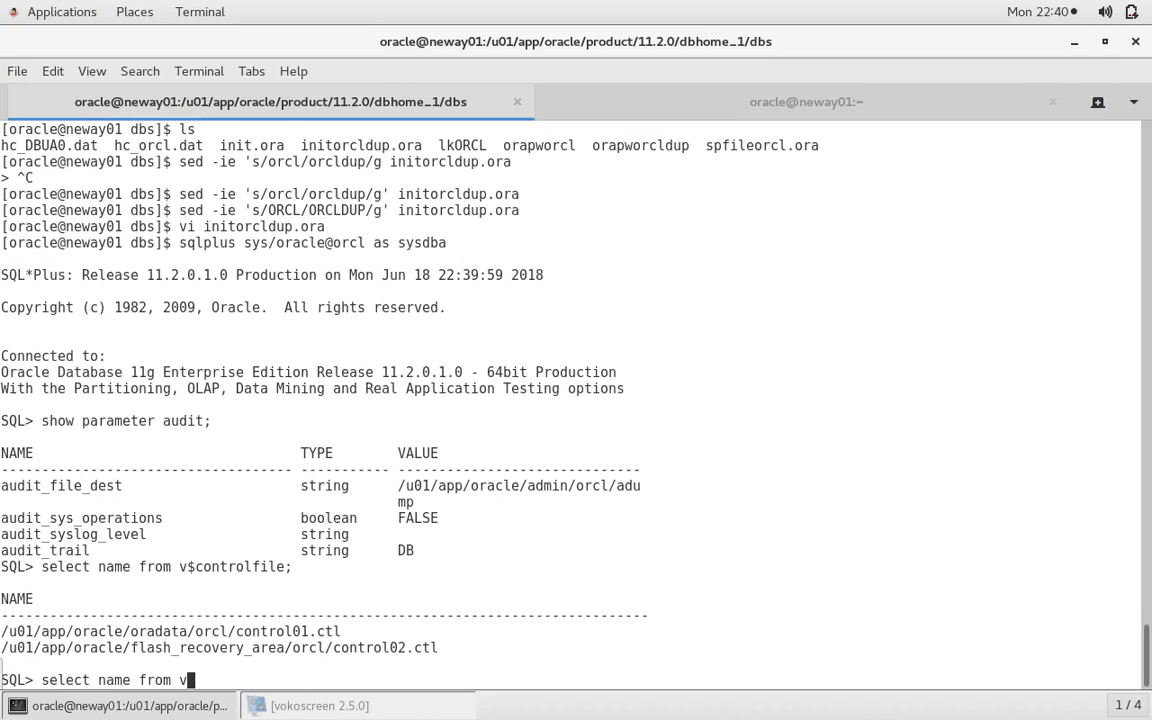 Applications Places Terminal Mon 22:40
oracle@neway01:/u01/app/oracle/product/11.2.0/dbhome_1/dbs
File Edit View Search Terminal Tabs Help
oracle@neway01:/u01/app/oracle/product/11.2.0/dbhome_1/dbs oracle@neway01:~
[oracle@neway01 dbs]$ ls
hc_DBUA0.dat  hc_orcl.dat  init.ora  initorcldup.ora  lkORCL  orapworcl  orapworcldup  spfileorcl.ora
[oracle@neway01 dbs]$ sed -ie 's/orcl/orcldup/g initorcldup.ora
> ^C
[oracle@neway01 dbs]$ sed -ie 's/orcl/orcldup/g' initorcldup.ora
[oracle@neway01 dbs]$ sed -ie 's/ORCL/ORCLDUP/g' initorcldup.ora
[oracle@neway01 dbs]$ vi initorcldup.ora
[oracle@neway01 dbs]$ sqlplus sys/oracle@orcl as sysdba
SQL*Plus: Release 11.2.0.1.0 Production on Mon Jun 18 22:39:59 2018
Copyright (c) 1982, 2009, Oracle.  All rights reserved.
Connected to:
Oracle Database 11g Enterprise Edition Release 11.2.0.1.0 - 64bit Production
With the Partitioning, OLAP, Data Mining and Real Application Testing options
SQL> show parameter audit;
NAME                                 TYPE        VALUE
------------------------------------ ----------- ------------------------------
audit_file_dest                      string      /u01/app/oracle/admin/orcl/adu
                                                 mp
audit_sys_operations                 boolean     FALSE
audit_syslog_level                   string
audit_trail                          string      DB
SQL> select name from v$controlfile;
NAME
--------------------------------------------------------------------------------
/u01/app/oracle/oradata/orcl/control01.ctl
/u01/app/oracle/flash_recovery_area/orcl/control02.ctl
SQL> select name from v
oracle@neway01:/u01/app/oracle/p... [vokoscreen 2.5.0] 1 / 4